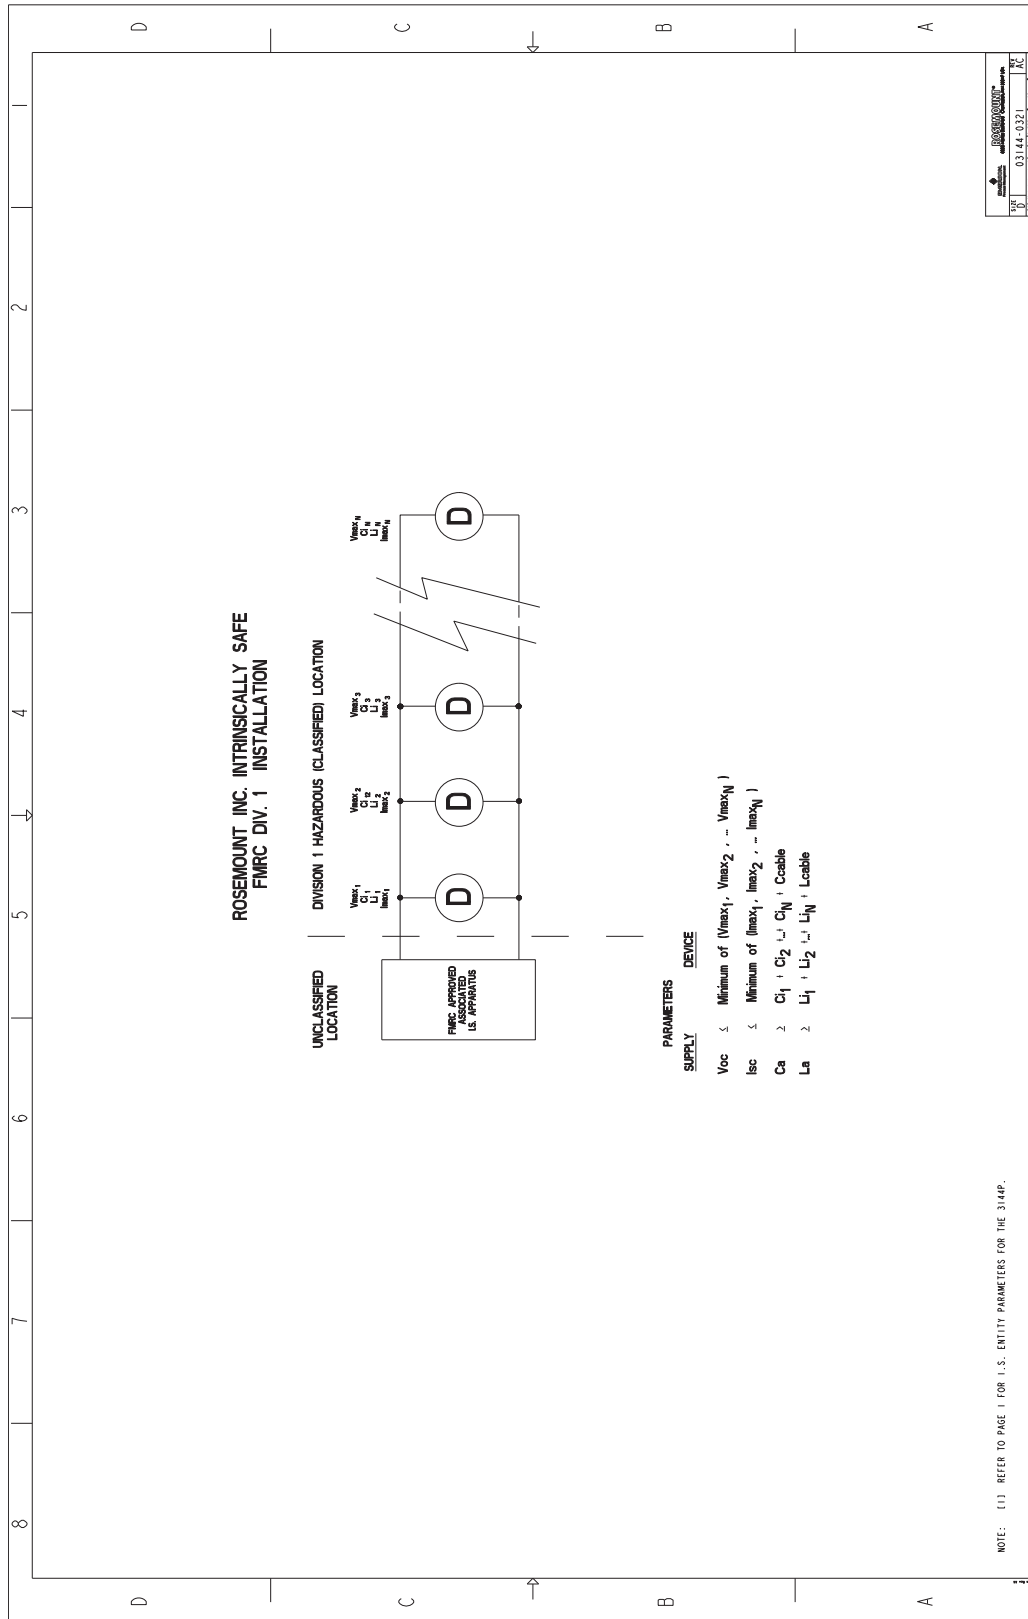 8 7 6 5 4 3 2 1
D
D
C
C
B
B
A
A
ROSEMOUNT INC. INTRINSICALLY SAFE
FMRC DIV. 1 INSTALLATION
UNCLASSIFIED
LOCATION
DIVISION 1 HAZARDOUS (CLASSIFIED) LOCATION
Vmax1
Ci1
Li1
Imax1
Vmax2
Ci12
Li2
Imax2
Vmax3
Ci3
Li3
Imax3
VmaxN
CiN
LiN
ImaxN
FMRC APPROVED
ASSOCIATED
I.S. APPARATUS
D D D D
PARAMETERS
SUPPLY DEVICE
Voc ≤ Minimum of (Vmax1, Vmax2, ... VmaxN)
Isc ≤ Minimum of (Imax1, Imax2, ... ImaxN)
Ca ≥ Ci1 + Ci2 +...+ CiN + Ccable
La ≥ Li1 + Li2 +...+ LiN + Lcable
NOTE: [1] REFER TO PAGE 1 FOR I.S. ENTITY PARAMETERS FOR THE 3144P.
EMERSON.
ROSEMOUNT®
SIZE
D
03144-0321
REV
AC